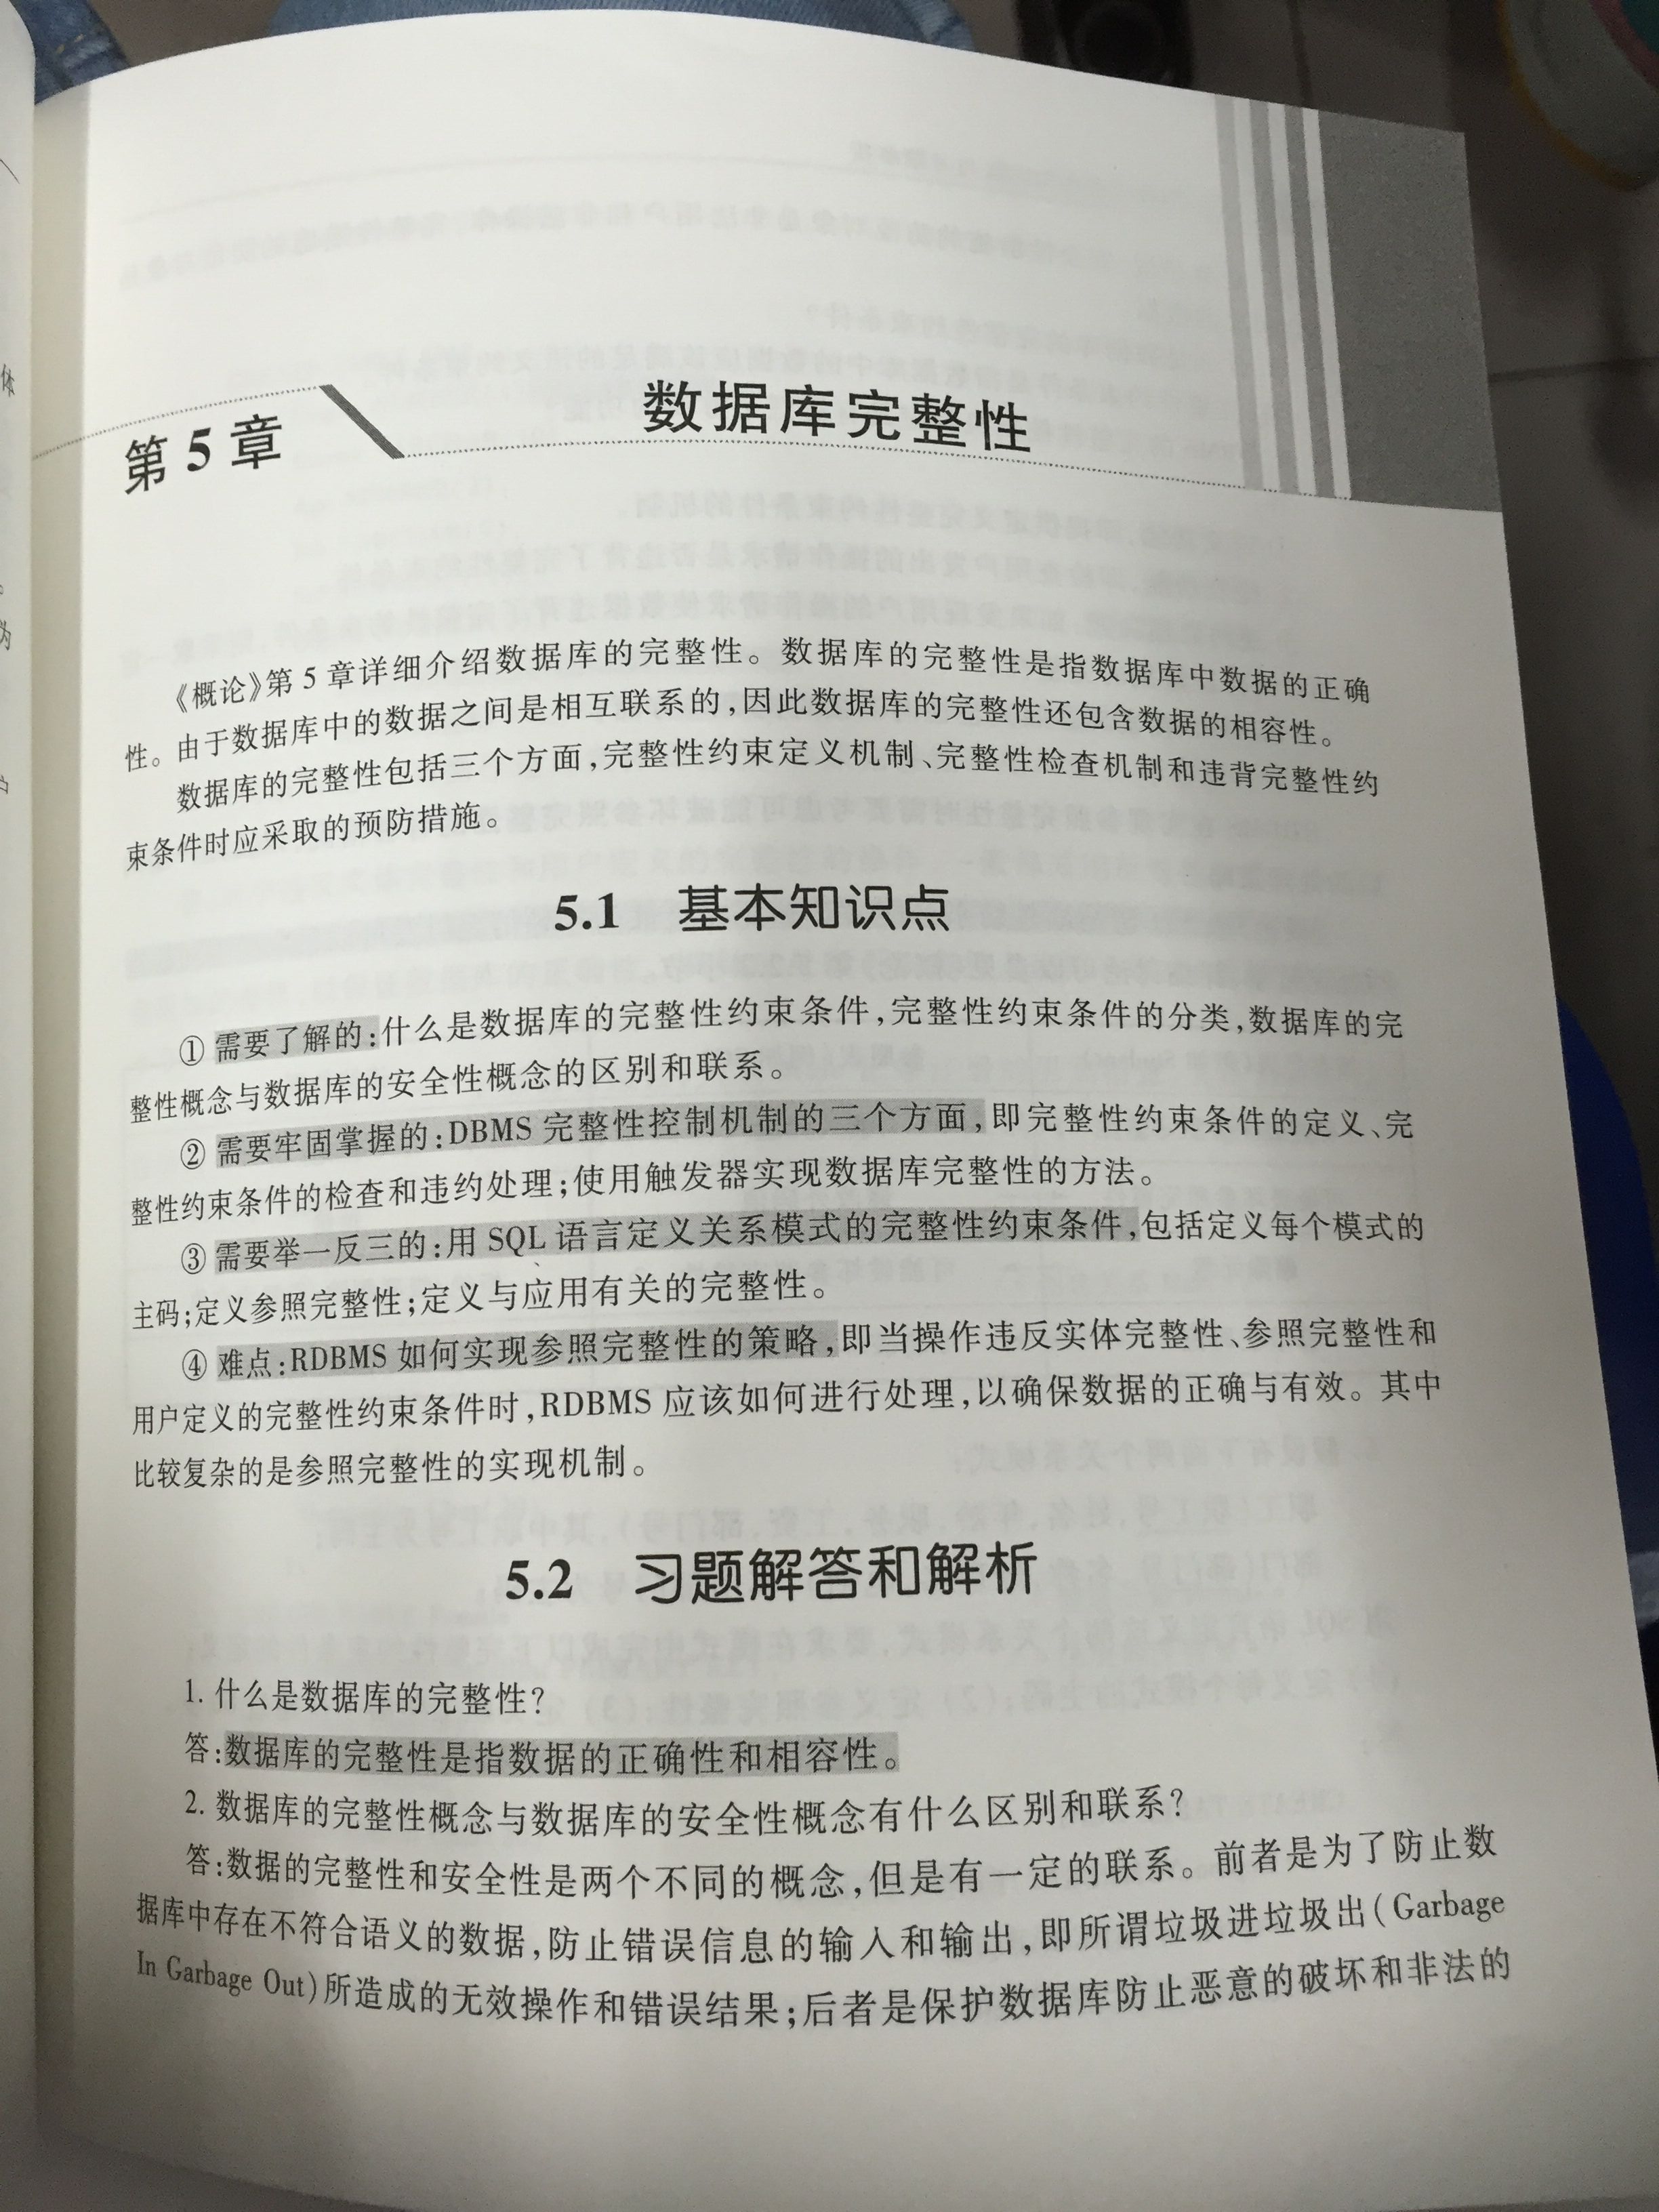 第5章
数据库完整性
《概论》第5章详细介绍数据库的完整性。数据库的完整性是指数据库中数据的正确
性。由于数据库中的数据之间是相互联系的,因此数据库的完整性还包含数据的相容性。
数据库的完整性包括三个方面,完整性约束定义机制、完整性检查机制和违背完整性约
束条件时应采取的预防措施。
5.1 基本知识点
①需要了解的:什么是数据库的完整性约束条件,完整性约束条件的分类,数据库的完
整性概念与数据库的安全性概念的区别和联系。
②需要牢固掌握的:DBMS完整性控制机制的三个方面,即完整性约束条件的定义、完
整性约束条件的检查和违约处理;使用触发器实现数据库完整性的方法。
③需要举一反三的:用SQL语言定义关系模式的完整性约束条件,包括定义每个模式的
主码;定义参照完整性;定义与应用有关的完整性。
④难点:RDBMS如何实现参照完整性的策略,即当操作违反实体完整性、参照完整性和
用户定义的完整性约束条件时,RDBMS应该如何进行处理,以确保数据的正确与有效。其中
比较复杂的是参照完整性的实现机制。
5.2 习题解答和解析
1. 什么是数据库的完整性?
答:数据库的完整性是指数据的正确性和相容性。
2. 数据库的完整性概念与数据库的安全性概念有什么区别和联系?
答:数据的完整性和安全性是两个不同的概念,但是有一定的联系。前者是为了防止数
据库中存在不符合语义的数据,防止错误信息的输入和输出,即所谓垃圾进垃圾出(Garbage
In Garbage Out)所造成的无效操作和错误结果;后者是保护数据库防止恶意的破坏和非法的